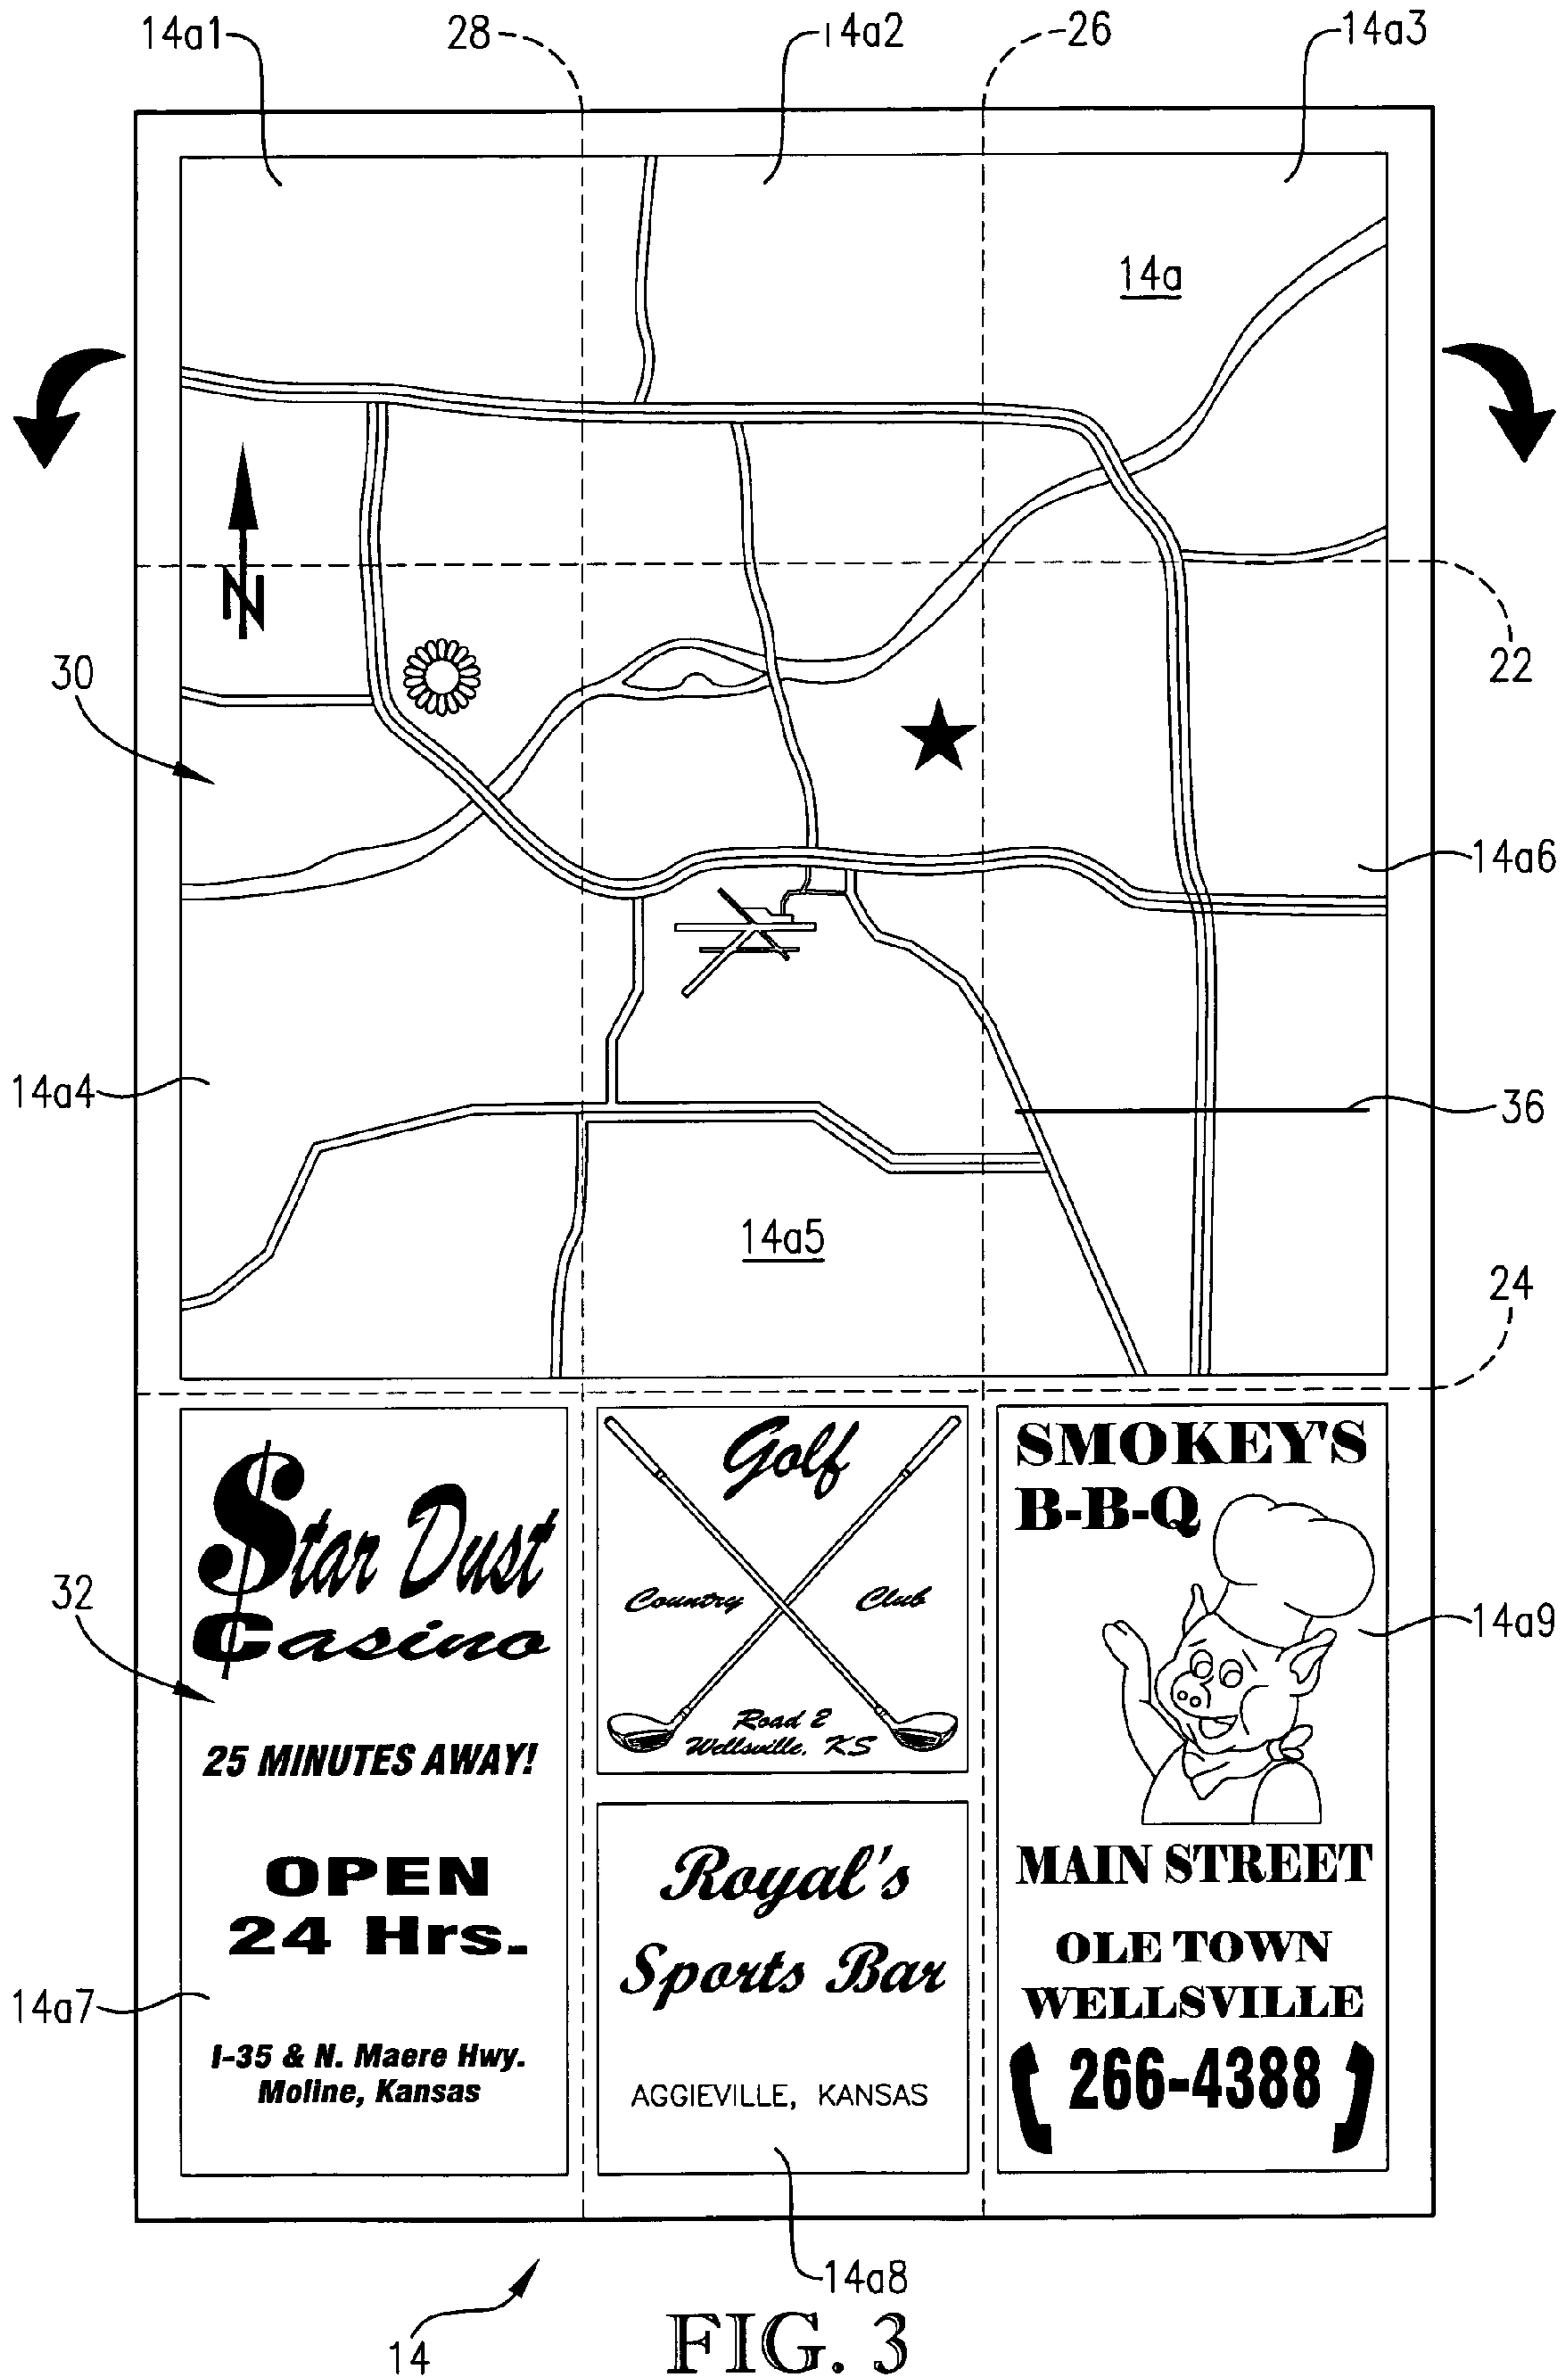 14a1
28
14a2
26
14a3
14a
N
30
22
14a6
14a4
36
14a5
24
Star Dust
Casino
25 MINUTES AWAY!
OPEN
24 Hrs.
I-35 & N. Maere Hwy.
Moline, Kansas
32
14a7
Golf
Country Club
Road 2
Wellsville, KS
Royal's
Sports Bar
AGGIEVILLE, KANSAS
SMOKEY'S
B-B-Q
MAIN STREET
OLE TOWN
WELLSVILLE
266-4388
14a9
14a8
14
FIG. 3